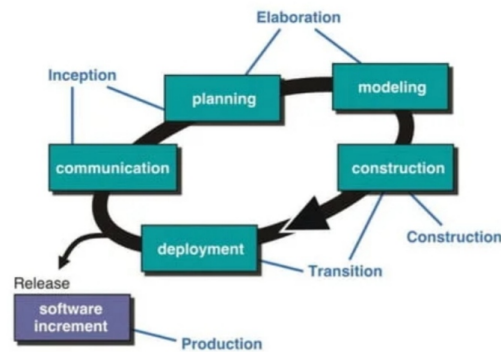 Elaboration
Inception
planning
modeling
communication
construction
deployment
Construction
Transition
Release
software
increment
Production